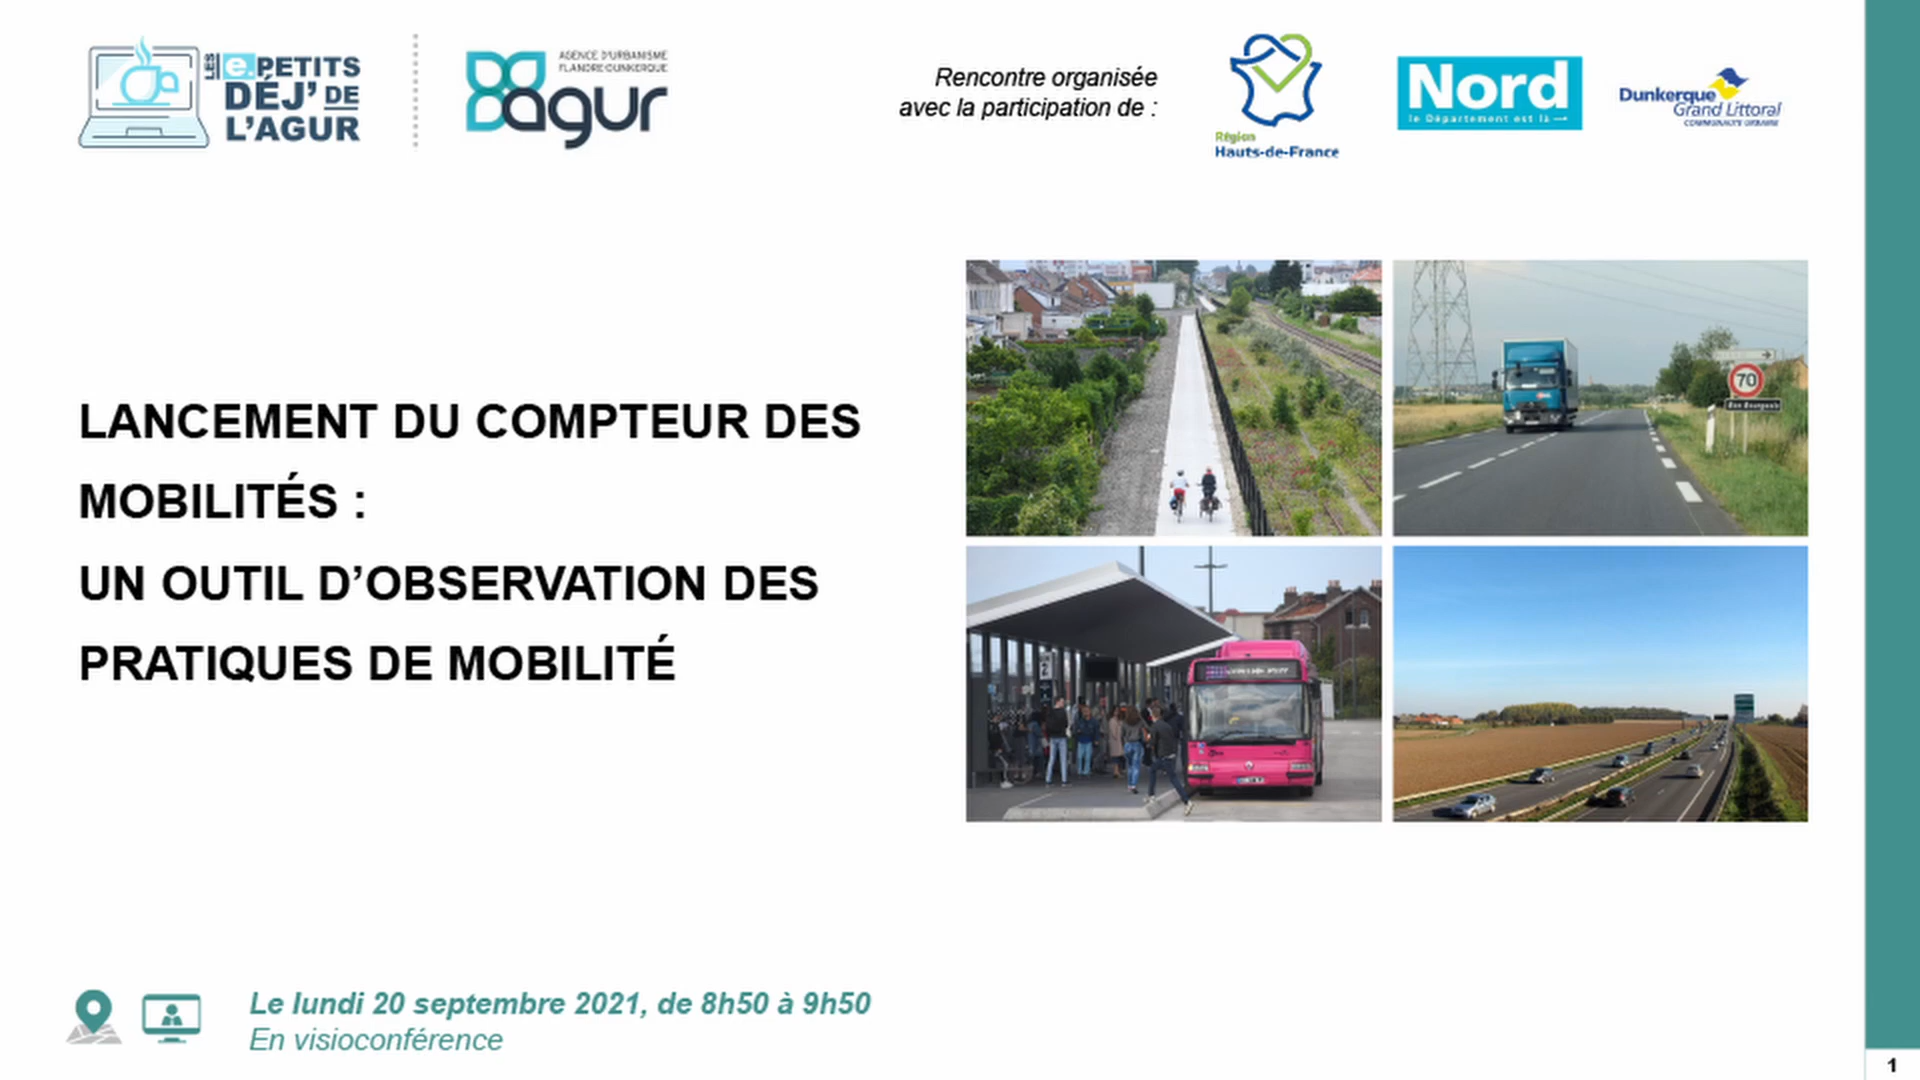 LES e.PETITS
DÉJ' DE
L'AGUR
AGENCE D'URBANISME
FLANDRE-DUNKERQUE
agur
Rencontre organisée
avec la participation de :
Région
Hauts-de-France
Nord
le Département est là
Dunkerque
Grand Littoral
COMMUNAUTÉ URBAINE
LANCEMENT DU COMPTEUR DES
MOBILITÉS :
UN OUTIL D’OBSERVATION DES
PRATIQUES DE MOBILITÉ
70
Le lundi 20 septembre 2021, de 8h50 à 9h50
En visioconférence
1